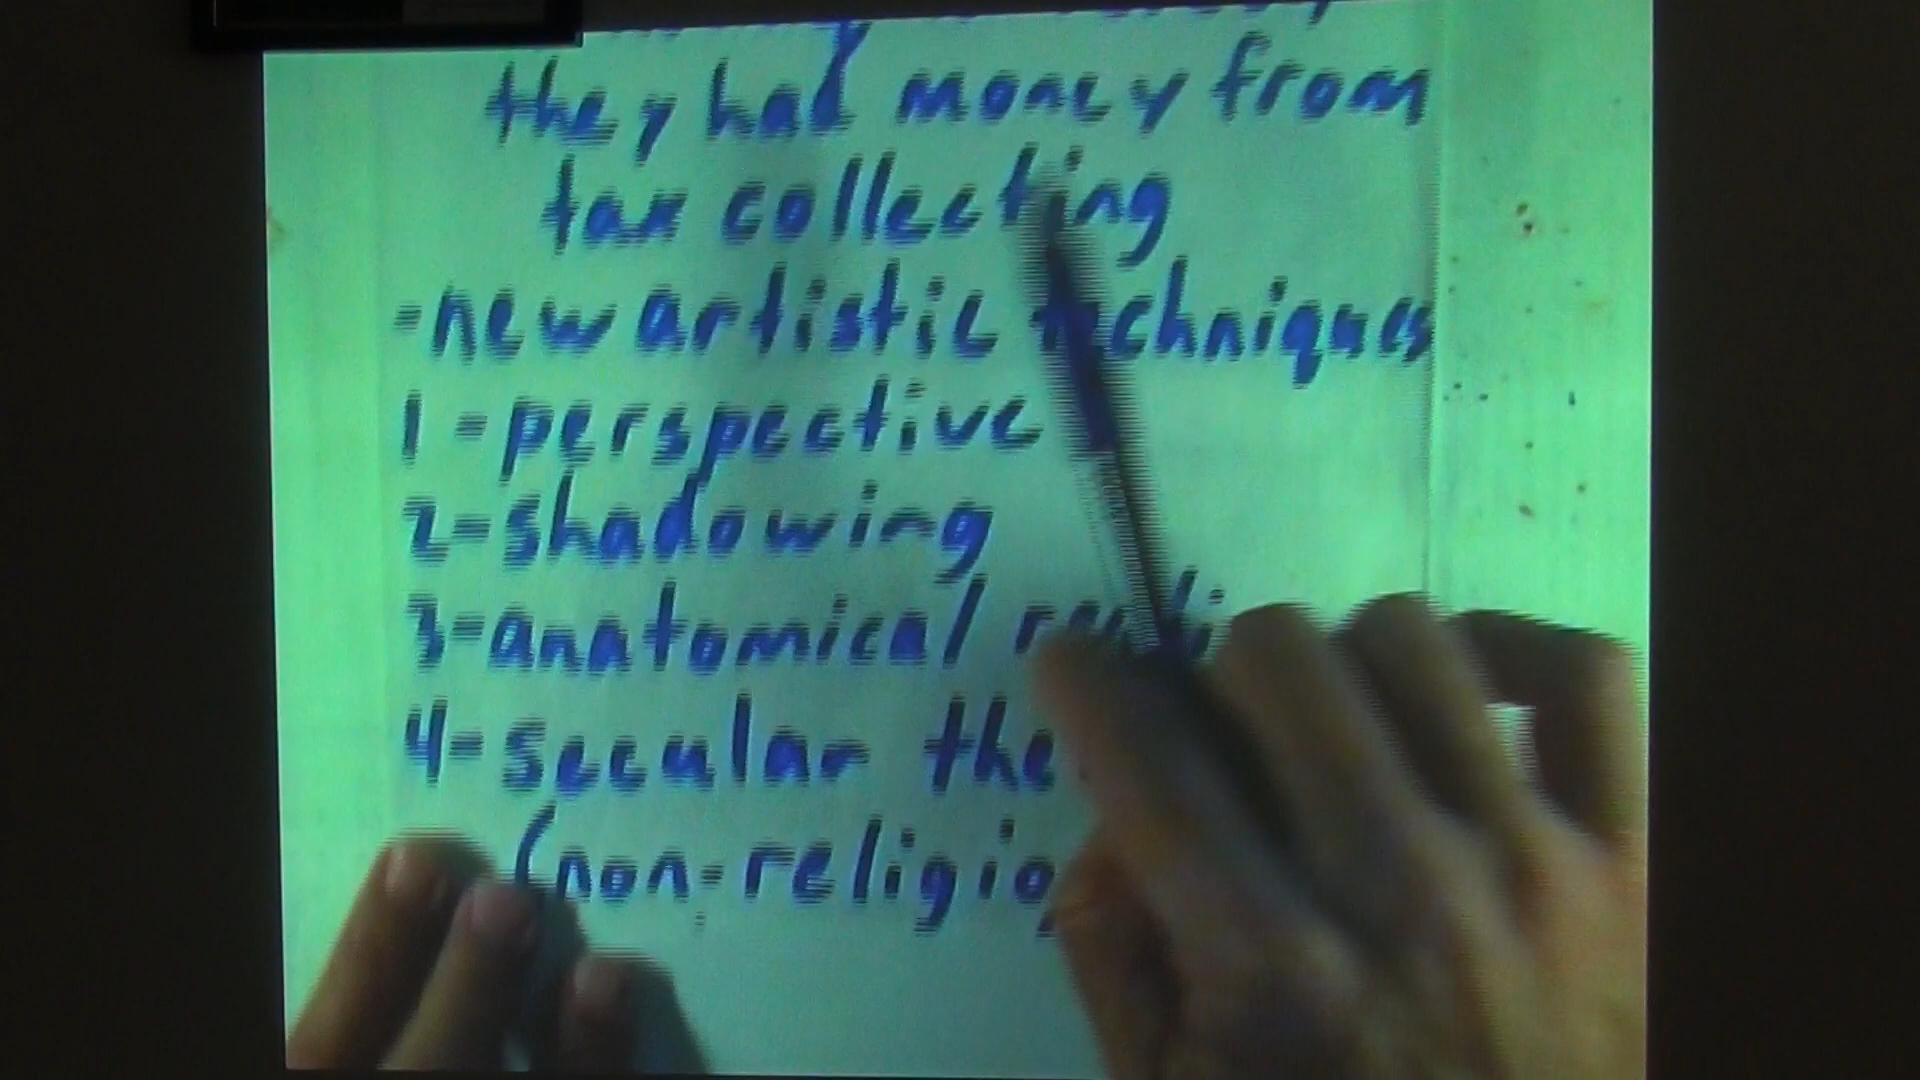 they had money from
tax collecting
-new artistic techniques
1-perspective
2-shadowing
3-anatomical
4-secular
(non-